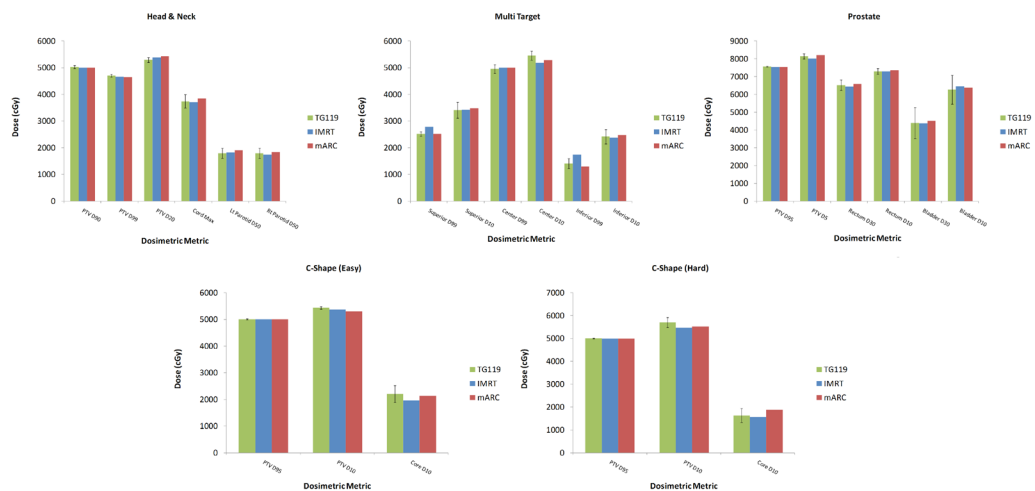 Head & Neck
6000
5000
4000
3000
2000
1000
0
Dose (cGy)
PTV D90
PTV D99
PTV D20
Cord Max
Lt Parotid D50
Rt Parotid D50
Dosimetric Metric
TG119
IMRT
mARC
Multi Target
6000
5000
4000
3000
2000
1000
0
Dose (cGy)
Superior D99
Superior D10
Center D99
Center D10
Inferior D99
Inferior D10
Dosimetric Metric
TG119
IMRT
mARC
Prostate
9000
8000
7000
6000
5000
4000
3000
2000
1000
0
Dose (cGy)
PTV D95
PTV D5
Rectum D30
Rectum D10
Bladder D30
Bladder D10
Dosimetric Metric
TG119
IMRT
mARC
C-Shape (Easy)
6000
5000
4000
3000
2000
1000
0
Dose (cGy)
PTV D95
PTV D10
Core D10
Dosimetric Metric
TG119
IMRT
mARC
C-Shape (Hard)
7000
6000
5000
4000
3000
2000
1000
0
Dose (cGy)
PTV D95
PTV D10
Core D10
Dosimetric Metric
TG119
IMRT
mARC